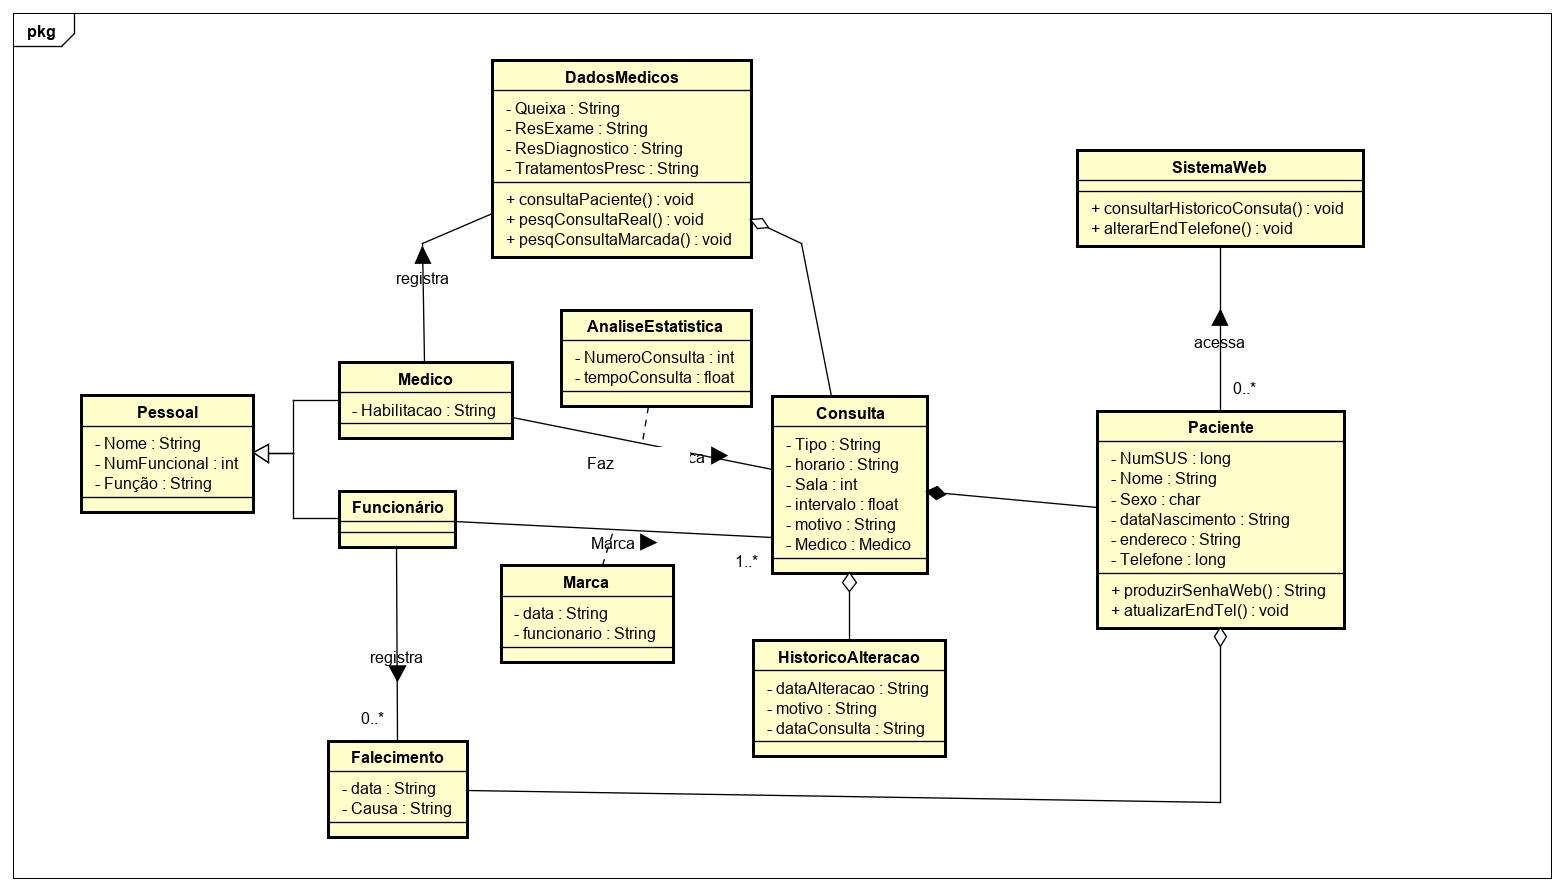 pkg
DadosMedicos
- Queixa : String
- ResExame : String
- ResDiagnostico : String
- TratamentosPresc : String
+ consultaPaciente() : void
+ pesqConsultaReal() : void
+ pesqConsultaMarcada() : void
SistemaWeb
+ consultarHistoricoConsuta() : void
+ alterarEndTelefone() : void
registra
acessa
0..*
AnaliseEstatistica
- NumeroConsulta : int
- tempoConsulta : float
Medico
- Habilitacao : String
Pessoal
- Nome : String
- NumFuncional : int
- Função : String
Faz
ca
Consulta
- Tipo : String
- horario : String
- Sala : int
- intervalo : float
- motivo : String
- Medico : Medico
Paciente
- NumSUS : long
- Nome : String
- Sexo : char
- dataNascimento : String
- endereco : String
- Telefone : long
+ produzirSenhaWeb() : String
+ atualizarEndTel() : void
Funcionário
Marca
1..*
Marca
- data : String
- funcionario : String
HistoricoAlteracao
- dataAlteracao : String
- motivo : String
- dataConsulta : String
registra
0..*
Falecimento
- data : String
- Causa : String